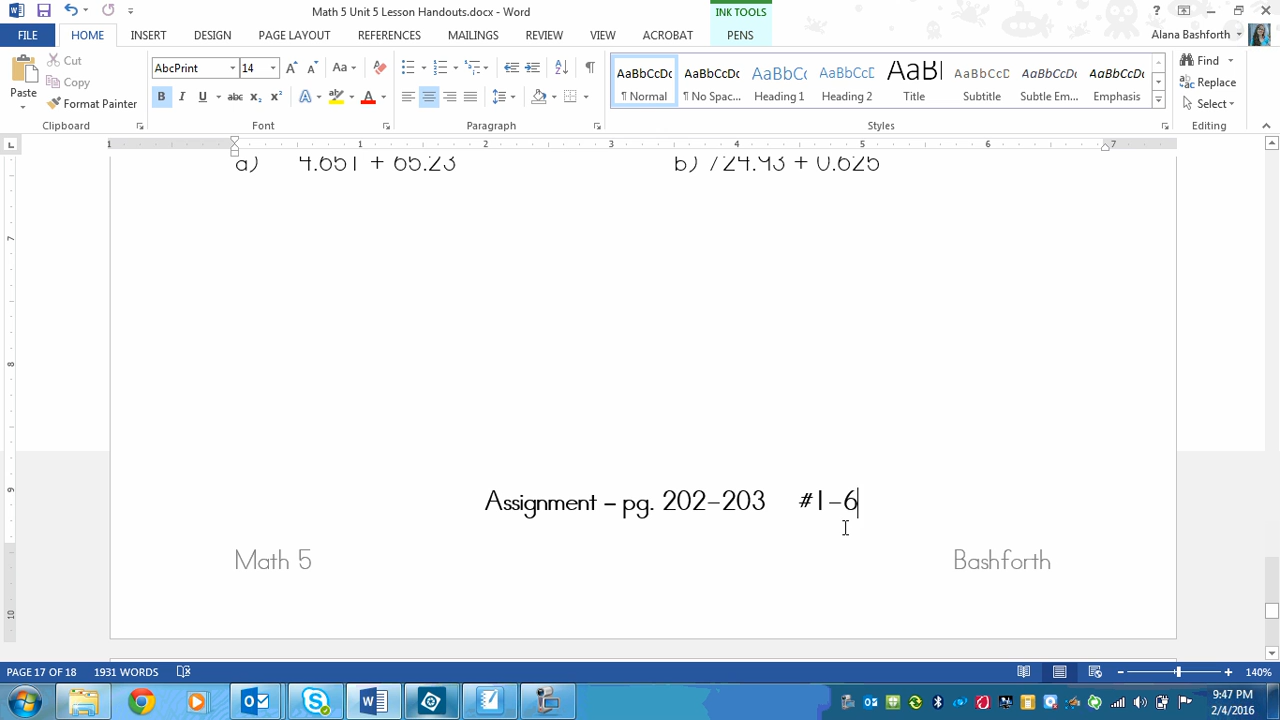 Math 5 Unit 5 Lesson Handouts.docx - Word
INK TOOLS
FILE HOME INSERT DESIGN PAGE LAYOUT REFERENCES MAILINGS REVIEW VIEW ACROBAT PENS
Alana Bashforth
Paste
Cut
Copy
Format Painter
Clipboard
AbcPrint 14
Font
Paragraph
AaBbCcDc AaBbCcDc AaBbCc AaBbCcD AaBl AaBbCcD AaBbCcDc AaBbCcDc
¶ Normal ¶ No Spac... Heading 1 Heading 2 Title Subtitle Subtle Em... Emphasis
Styles
Find
Replace
Select
Editing
a) 4.651 + 65.23 b) 724.93 + 0.625
Assignment – pg. 202-203 #1-6
Math 5 Bashforth
PAGE 17 OF 18 1931 WORDS
140%
9:47 PM
2/4/2016